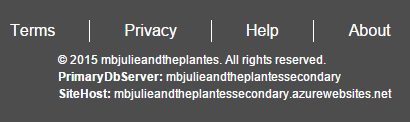 Terms Privacy Help About
© 2015 mbjulieandtheplantes. All rights reserved.
PrimaryDbServer: mbjulieandtheplantessecondary
SiteHost: mbjulieandtheplantessecondary.azurewebsites.net